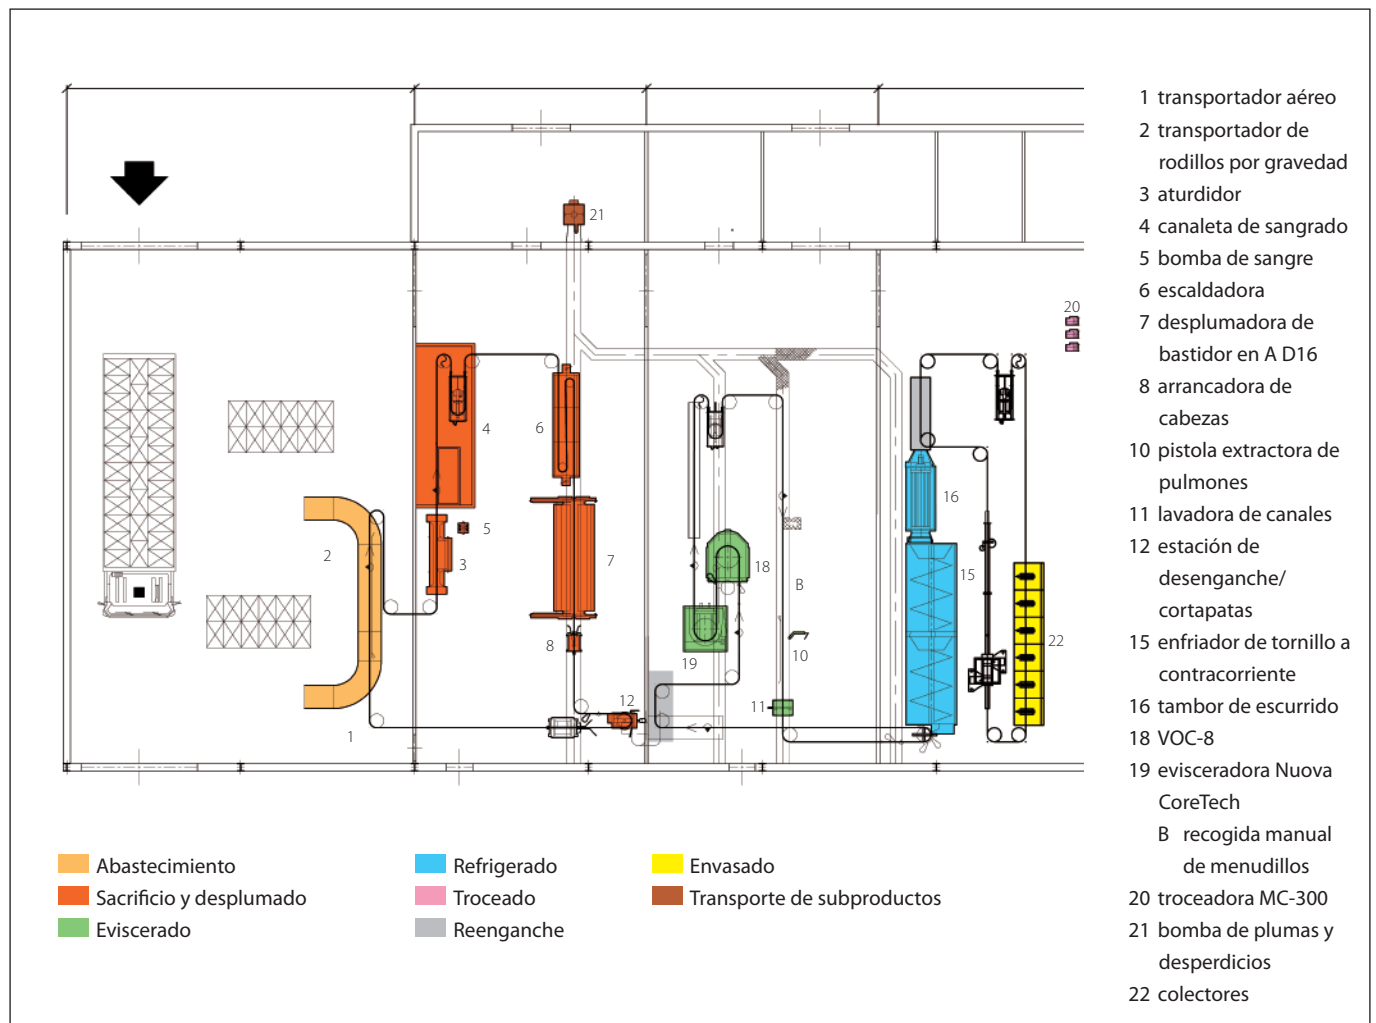 21
20
4
6
16
5
3
2
7
18
15
B
8
19
10
22
12
11
1
1 transportador aéreo
2 transportador de
rodillos por gravedad
3 aturdidor
4 canaleta de sangrado
5 bomba de sangre
6 escaldadora
7 desplumadora de
bastidor en A D16
8 arrancadora de
cabezas
10 pistola extractora de
pulmones
11 lavadora de canales
12 estación de
desenganche/
cortapatas
15 enfriador de tornillo a
contracorriente
16 tambor de escurrido
18 VOC-8
19 evisceradora Nuova
CoreTech
B recogida manual
de menudillos
20 troceadora MC-300
21 bomba de plumas y
desperdicios
22 colectores
Abastecimiento
Sacrificio y desplumado
Eviscerado
Refrigerado
Troceado
Reenganche
Envasado
Transporte de subproductos